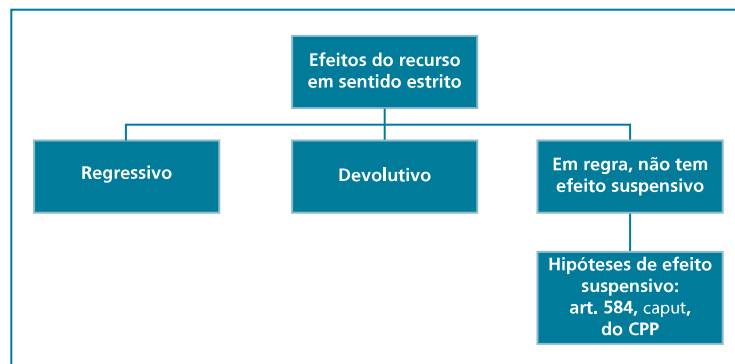 Efeitos do recurso
em sentido estrito
Regressivo
Devolutivo
Em regra, não tem
efeito suspensivo
Hipóteses de efeito
suspensivo:
art. 584, caput,
do CPP